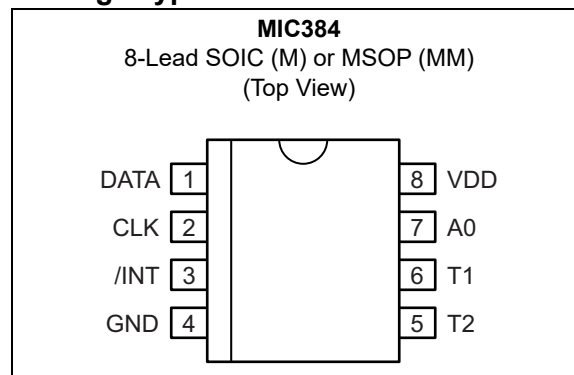 MIC384
8-Lead SOIC (M) or MSOP (MM)
(Top View)
DATA 1 8 VDD
CLK 2 7 A0
/INT 3 6 T1
GND 4 5 T2